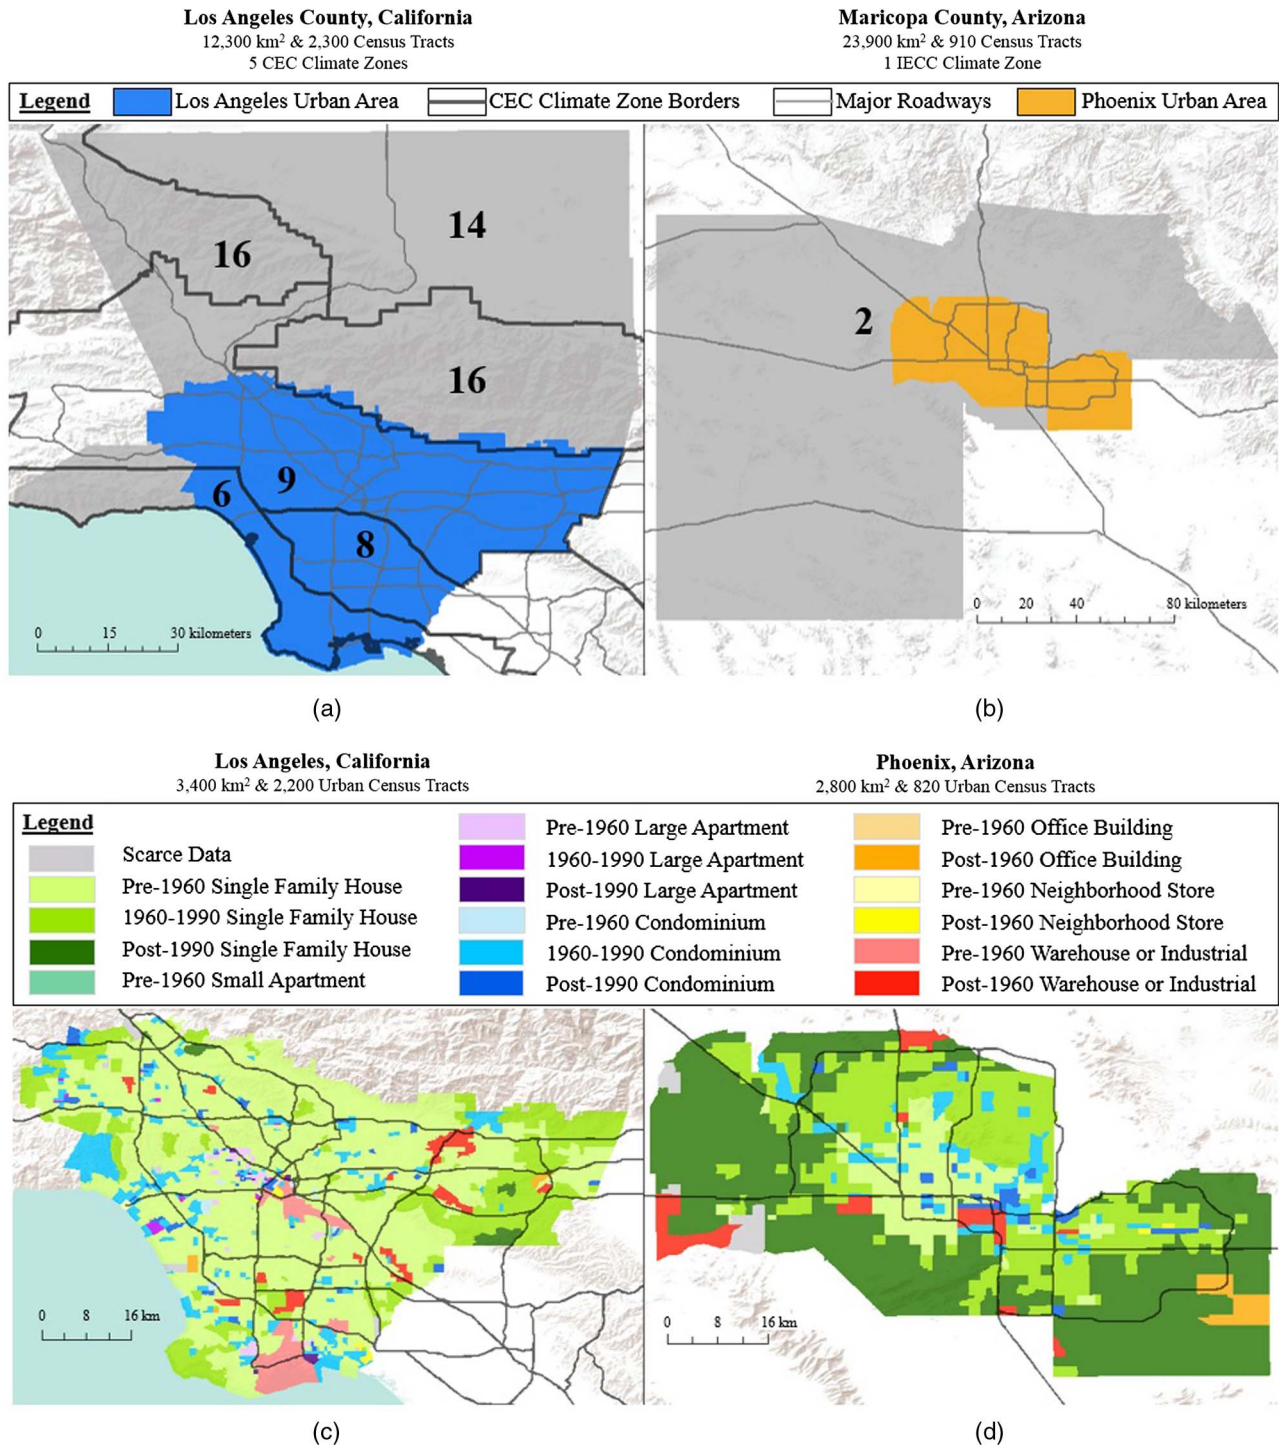 Los Angeles County, California
12,300 km² & 2,300 Census Tracts
5 CEC Climate Zones
Maricopa County, Arizona
23,900 km² & 910 Census Tracts
1 IECC Climate Zone
Legend
Los Angeles Urban Area
CEC Climate Zone Borders
Major Roadways
Phoenix Urban Area
14
16
16
9
6
8
0 15 30 kilometers
2
0 20 40 80 kilometers
(a)
(b)
Los Angeles, California
3,400 km² & 2,200 Urban Census Tracts
Phoenix, Arizona
2,800 km² & 820 Urban Census Tracts
Legend
Scarce Data
Pre-1960 Single Family House
1960-1990 Single Family House
Post-1990 Single Family House
Pre-1960 Small Apartment
Pre-1960 Large Apartment
1960-1990 Large Apartment
Post-1990 Large Apartment
Pre-1960 Condominium
1960-1990 Condominium
Post-1990 Condominium
Pre-1960 Office Building
Post-1960 Office Building
Pre-1960 Neighborhood Store
Post-1960 Neighborhood Store
Pre-1960 Warehouse or Industrial
Post-1960 Warehouse or Industrial
0 8 16 km
0 8 16 km
(c)
(d)